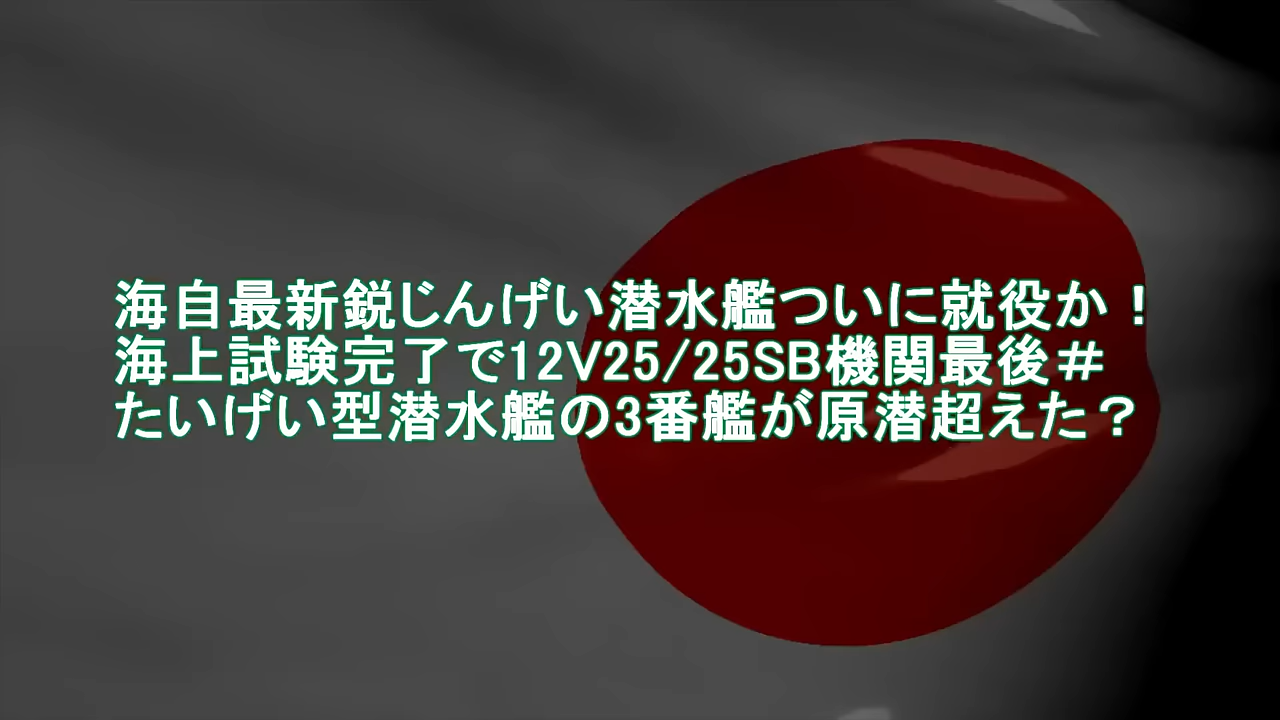 海自最新鋭じんげい潜水艦ついに就役か！
海上試験完了で12V25/25SB機関最後＃
たいげい型潜水艦の3番艦が原潜超えた？